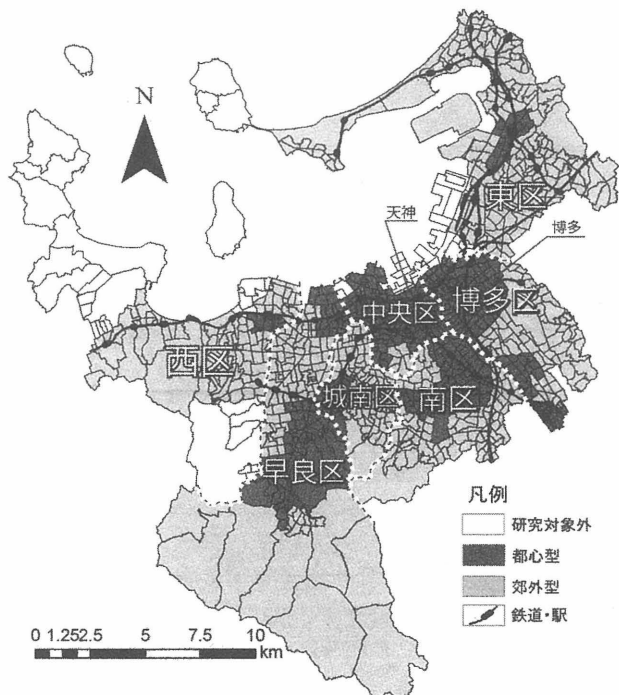 N
東区
天神
博多
中央区
博多区
西区
城南区
南区
早良区
凡例
研究対象外
都心型
郊外型
鉄道・駅
0 1.252.5 5 7.5 10
km